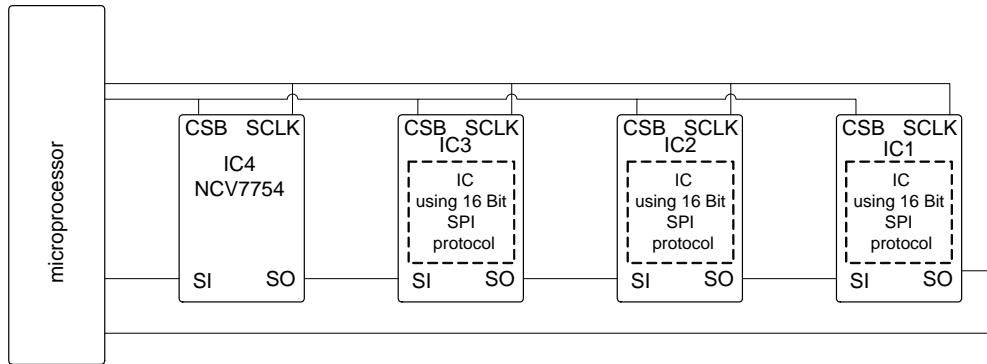 microprocessor
CSB SCLK
IC4
NCV7754
SI SO
CSB SCLK
IC3
IC
using 16 Bit
SPI
protocol
SI SO
CSB SCLK
IC2
IC
using 16 Bit
SPI
protocol
SI SO
CSB SCLK
IC1
IC
using 16 Bit
SPI
protocol
SI SO